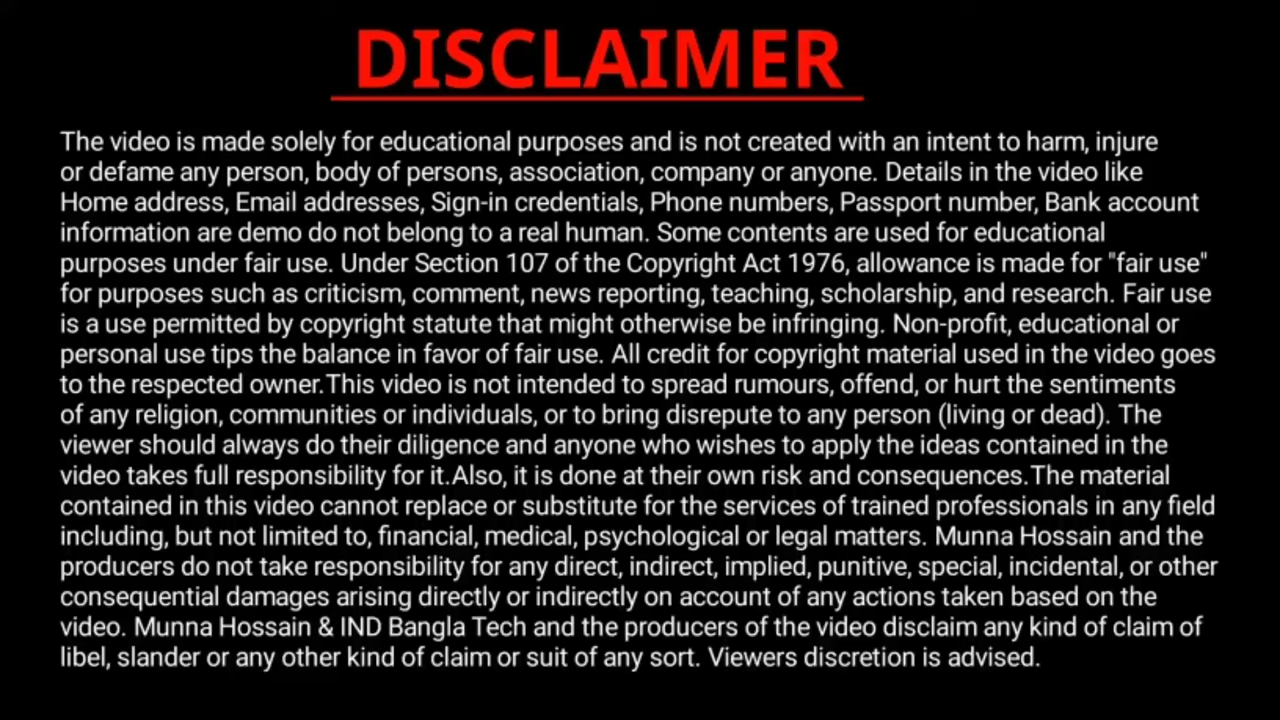 DISCLAIMER
The video is made solely for educational purposes and is not created with an intent to harm, injure
or defame any person, body of persons, association, company or anyone. Details in the video like
Home address, Email addresses, Sign-in credentials, Phone numbers, Passport number, Bank account
information are demo do not belong to a real human. Some contents are used for educational
purposes under fair use. Under Section 107 of the Copyright Act 1976, allowance is made for "fair use"
for purposes such as criticism, comment, news reporting, teaching, scholarship, and research. Fair use
is a use permitted by copyright statute that might otherwise be infringing. Non-profit, educational or
personal use tips the balance in favor of fair use. All credit for copyright material used in the video goes
to the respected owner.This video is not intended to spread rumours, offend, or hurt the sentiments
of any religion, communities or individuals, or to bring disrepute to any person (living or dead). The
viewer should always do their diligence and anyone who wishes to apply the ideas contained in the
video takes full responsibility for it.Also, it is done at their own risk and consequences.The material
contained in this video cannot replace or substitute for the services of trained professionals in any field
including, but not limited to, financial, medical, psychological or legal matters. Munna Hossain and the
producers do not take responsibility for any direct, indirect, implied, punitive, special, incidental, or other
consequential damages arising directly or indirectly on account of any actions taken based on the
video. Munna Hossain & IND Bangla Tech and the producers of the video disclaim any kind of claim of
libel, slander or any other kind of claim or suit of any sort. Viewers discretion is advised.